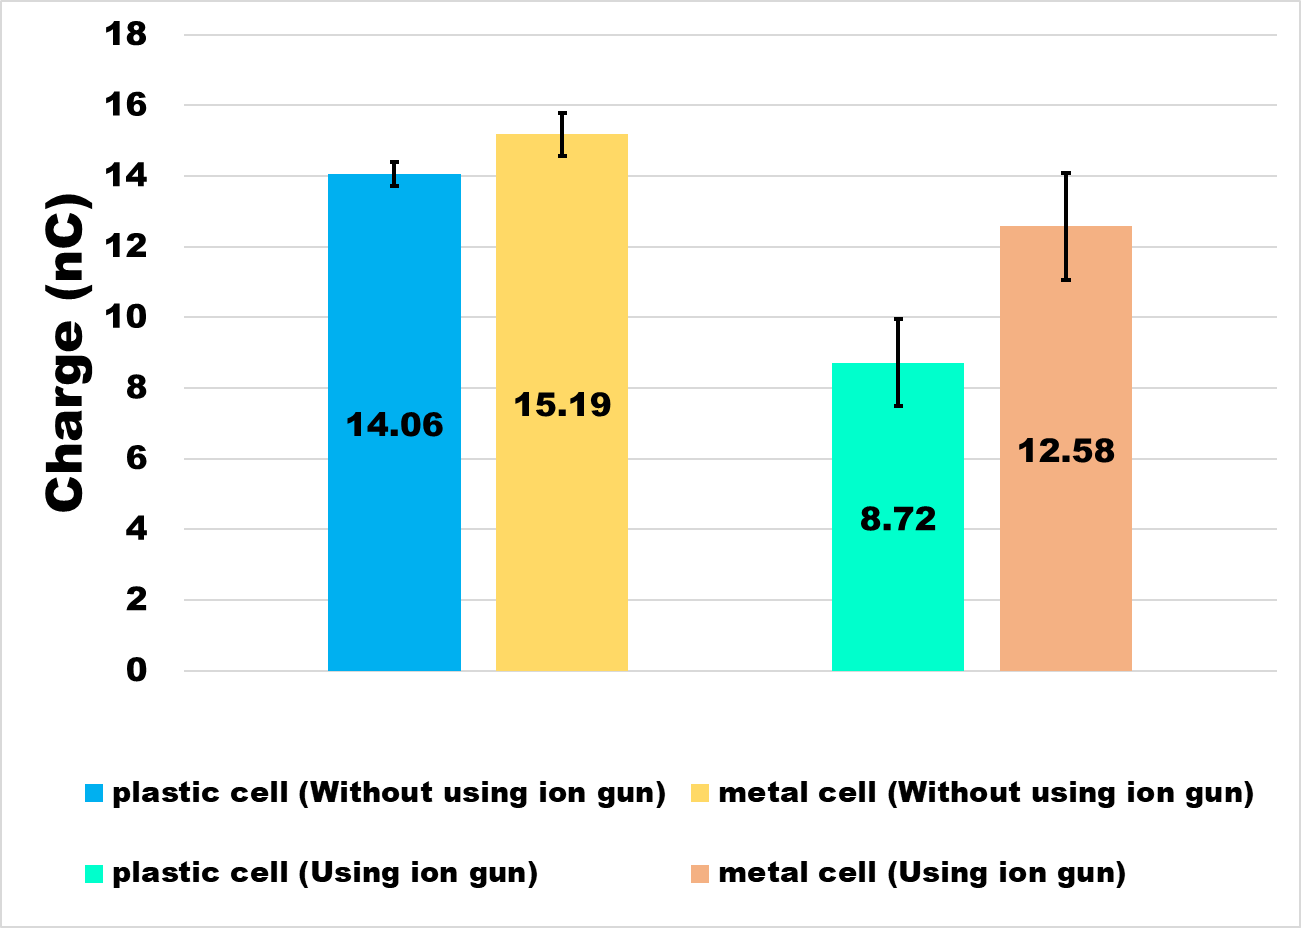 18
16
14
12
10
8
6
4
2
0
Charge (nC)
14.06
15.19
8.72
12.58
plastic cell (Without using ion gun)
metal cell (Without using ion gun)
plastic cell (Using ion gun)
metal cell (Using ion gun)